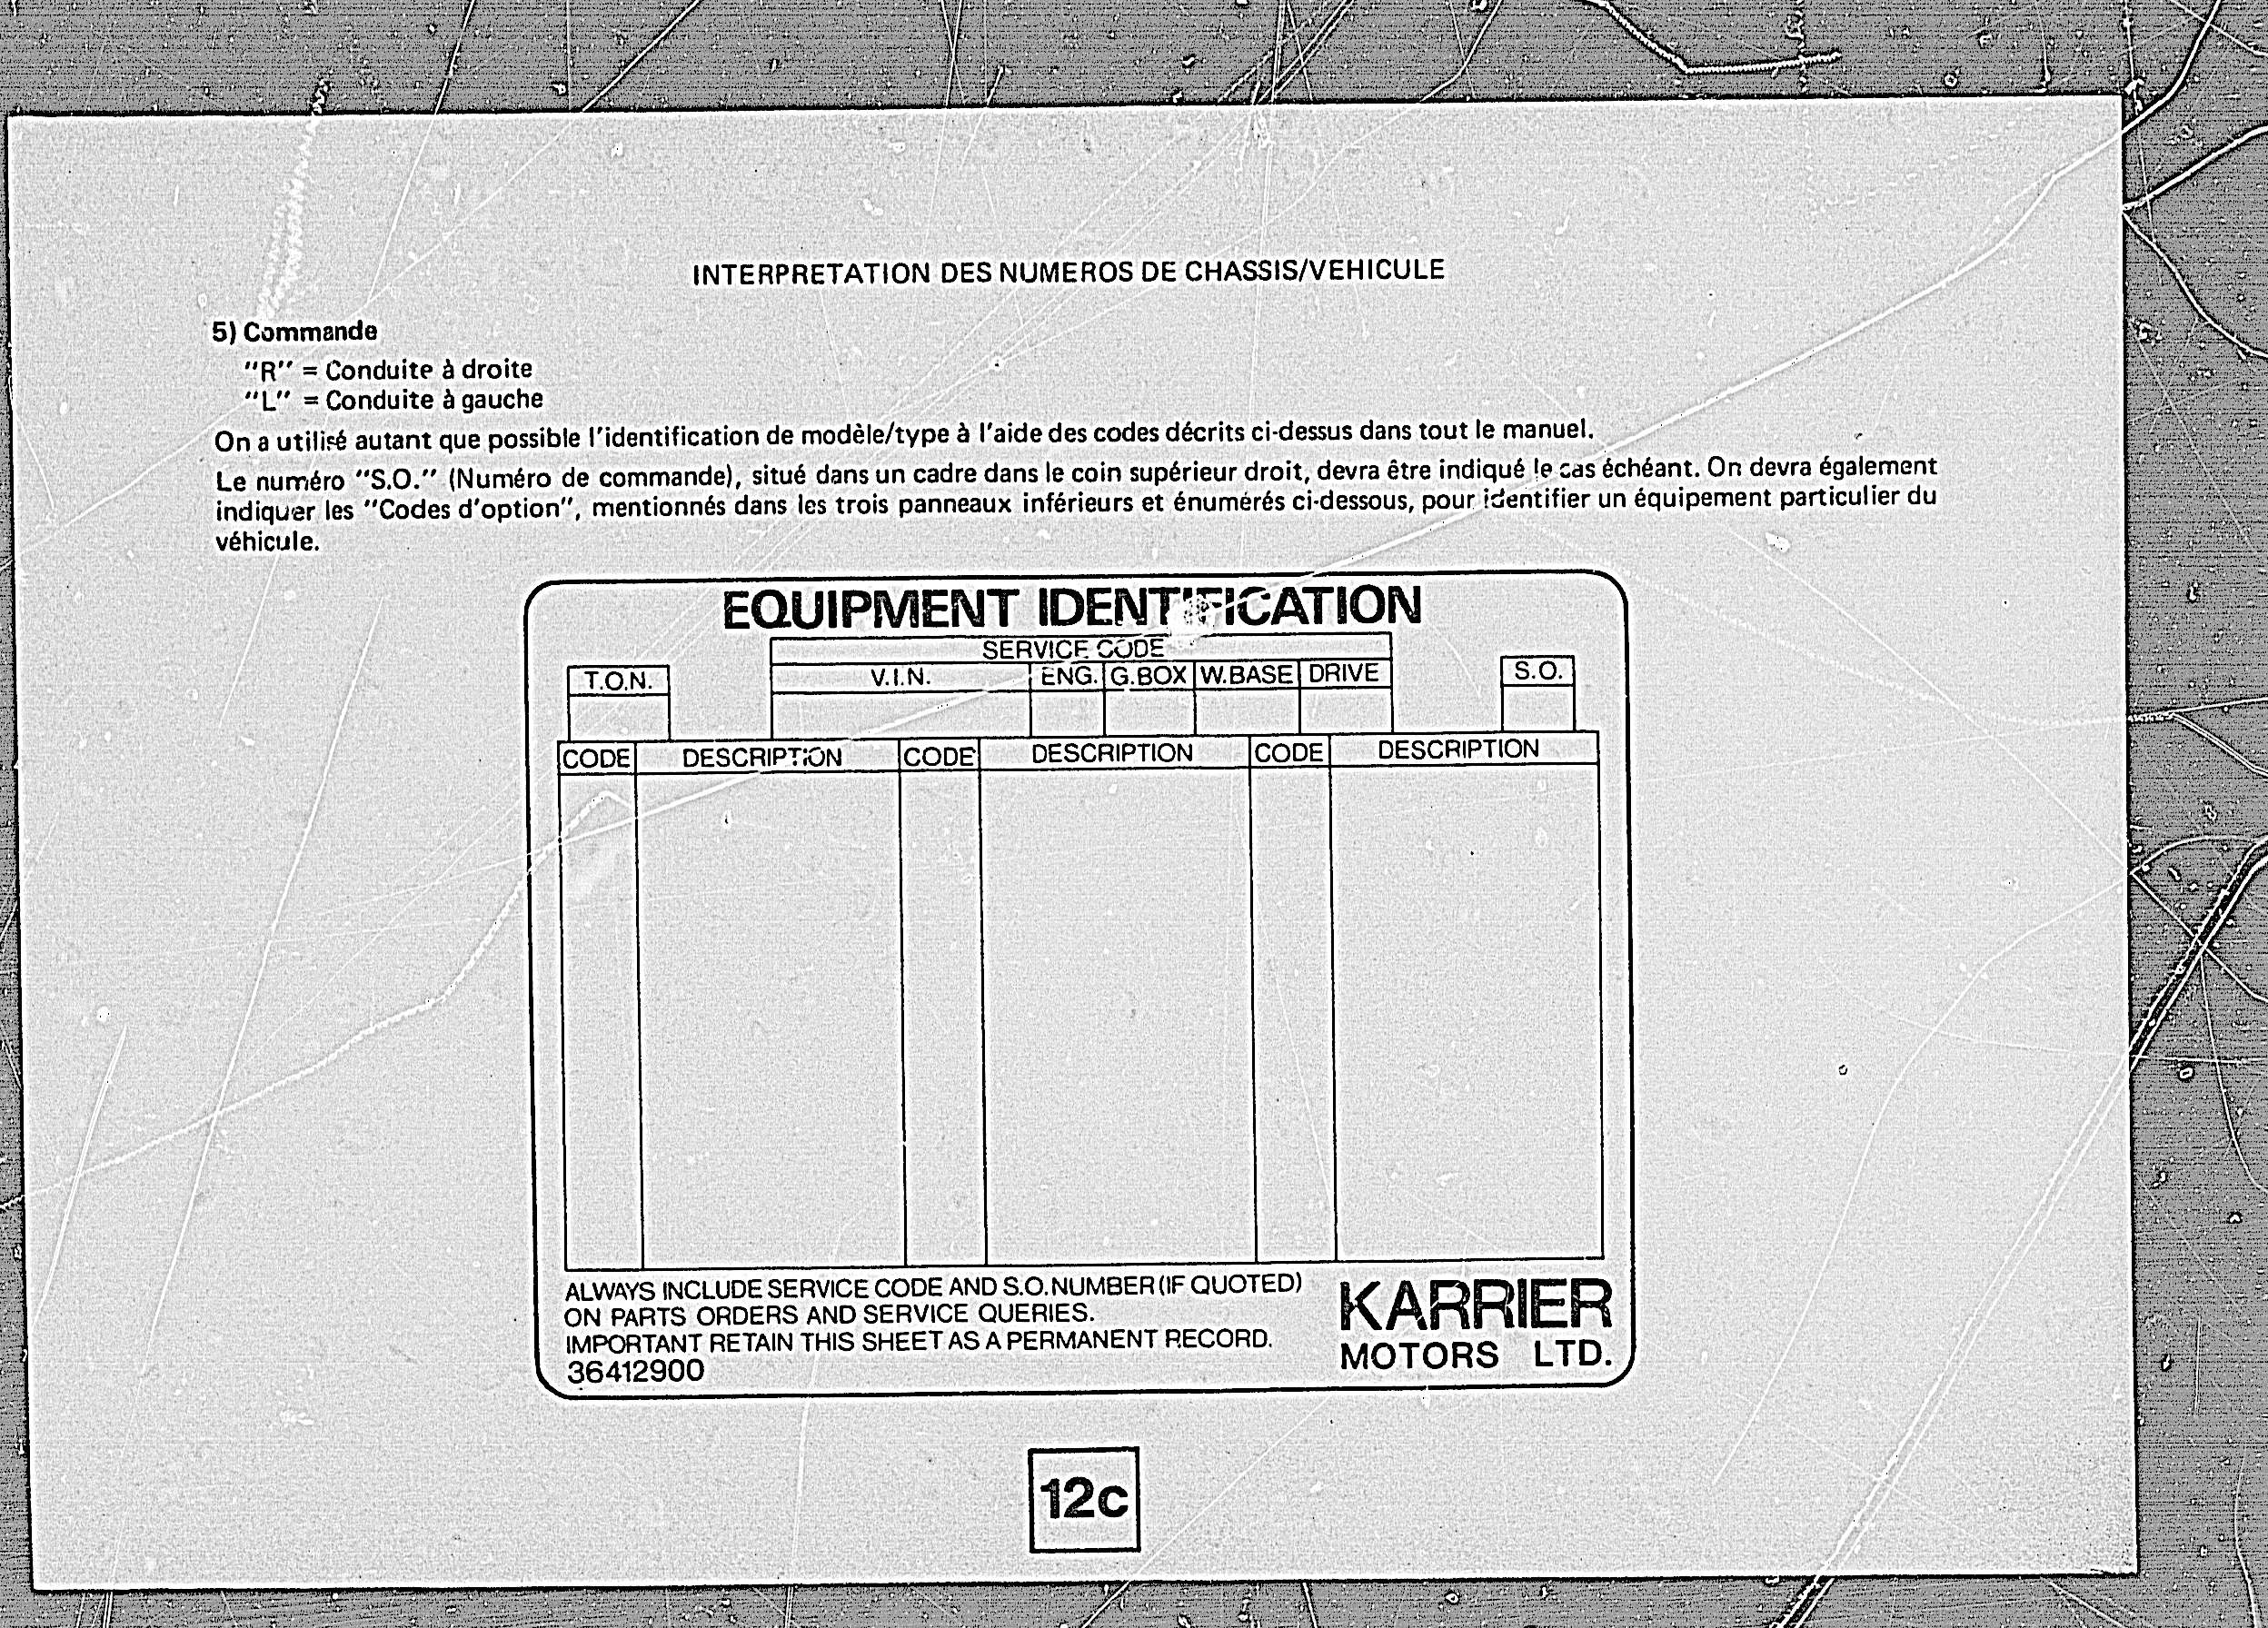 INTERPRETATION DES NUMEROS DE CHASSIS/VEHICULE
5) Commande
"R" = Conduite à droite
"L" = Conduite à gauche
On a utilisé autant que possible l'identification de modèle/type à l'aide des codes décrits ci-dessus dans tout le manuel.
Le numéro "S.O." (Numéro de commande), situé dans un cadre dans le coin supérieur droit, devra être indiqué le cas échéant. On devra également
indiquer les "Codes d'option", mentionnés dans les trois panneaux inférieurs et énumérés ci-dessous, pour identifier un équipement particulier du
véhicule.
EQUIPMENT IDENTIFICATION
SERVICE CODE
T.O.N. V.I.N. ENG. G.BOX W.BASE DRIVE S.O.
CODE DESCRIPTION CODE DESCRIPTION CODE DESCRIPTION
ALWAYS INCLUDE SERVICE CODE AND S.O. NUMBER (IF QUOTED)
ON PARTS ORDERS AND SERVICE QUERIES.
IMPORTANT RETAIN THIS SHEET AS A PERMANENT RECORD.
36412900
KARRIER
MOTORS LTD.
12c